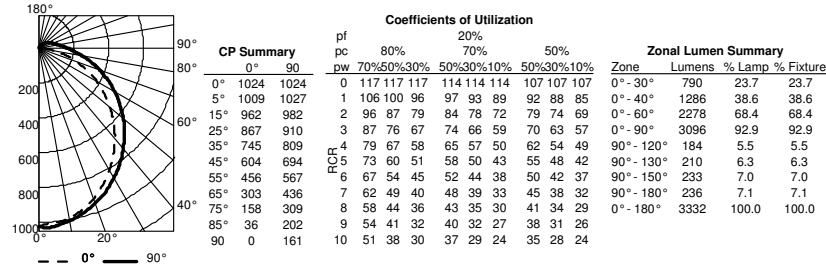 180°
90°
80°
200
400
60°
600
800
40°
1000
0°
20°
0°
90°
CP Summary
0° 90
0° 1024 1024
5° 1009 1027
15° 962 982
25° 867 910
35° 745 809
45° 604 694
55° 456 567
65° 303 436
75° 158 309
85° 36 202
90 0 161
Coefficients of Utilization
pf 20%
pc 80% 70% 50%
pw 70%50%30% 70%50%30%10% 50%30%10%
RCR
0 117 117 117 114 114 114 107 107 107
1 106 100 96 97 93 89 92 88 85
2 96 87 79 84 78 72 79 74 69
3 87 76 67 74 66 59 70 63 57
4 79 67 58 65 57 50 62 54 49
5 73 60 51 58 50 43 55 48 42
6 67 54 45 52 44 38 50 42 37
7 62 49 40 48 39 33 45 38 32
8 58 44 36 43 35 30 41 34 29
9 54 41 32 40 32 27 38 31 26
10 51 38 30 37 29 24 35 28 24
Zonal Lumen Summary
Zone Lumens % Lamp % Fixture
0° - 30° 790 23.7 23.7
0° - 40° 1286 38.6 38.6
0° - 60° 2278 68.4 68.4
0° - 90° 3096 92.9 92.9
90° - 120° 184 5.5 5.5
90° - 130° 210 6.3 6.3
90° - 150° 233 7.0 7.0
90° - 180° 236 7.1 7.1
0° - 180° 3332 100.0 100.0